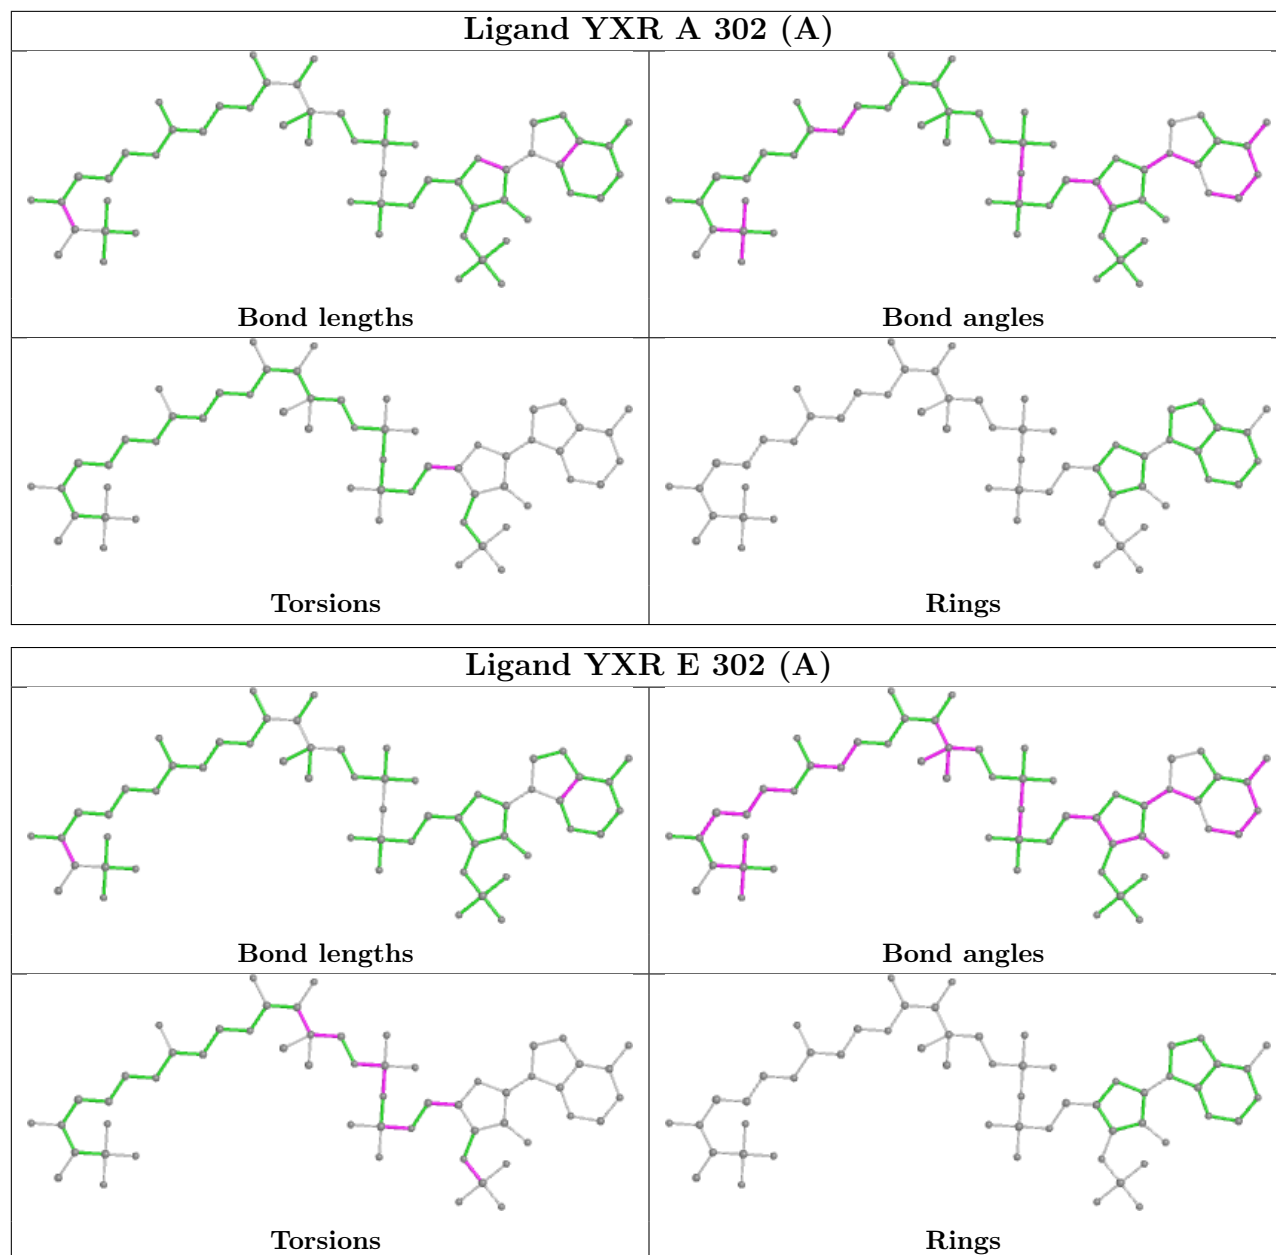 Ligand YXR A 302 (A)
Bond lengths
Bond angles
Torsions
Rings
Ligand YXR E 302 (A)
Bond lengths
Bond angles
Torsions
Rings